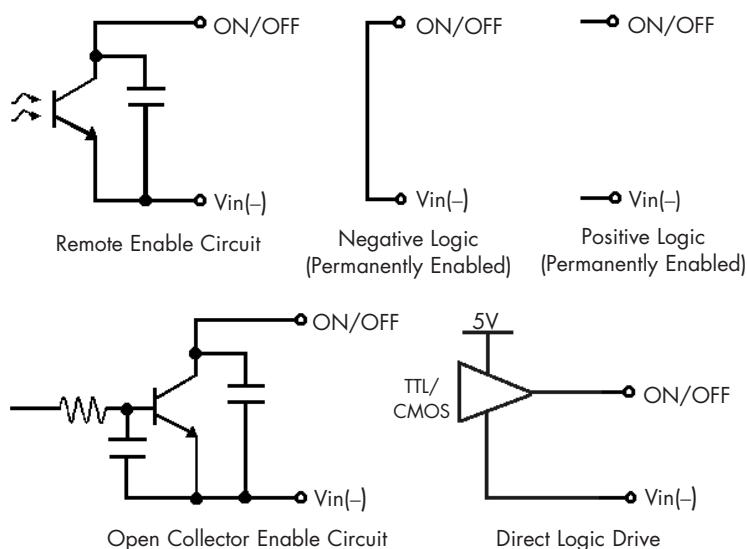 ON/OFF
Vin(–)
Remote Enable Circuit
ON/OFF
Vin(–)
Negative Logic
(Permanently Enabled)
ON/OFF
Vin(–)
Positive Logic
(Permanently Enabled)
ON/OFF
Vin(–)
Open Collector Enable Circuit
5V
TTL/
CMOS
ON/OFF
Vin(–)
Direct Logic Drive